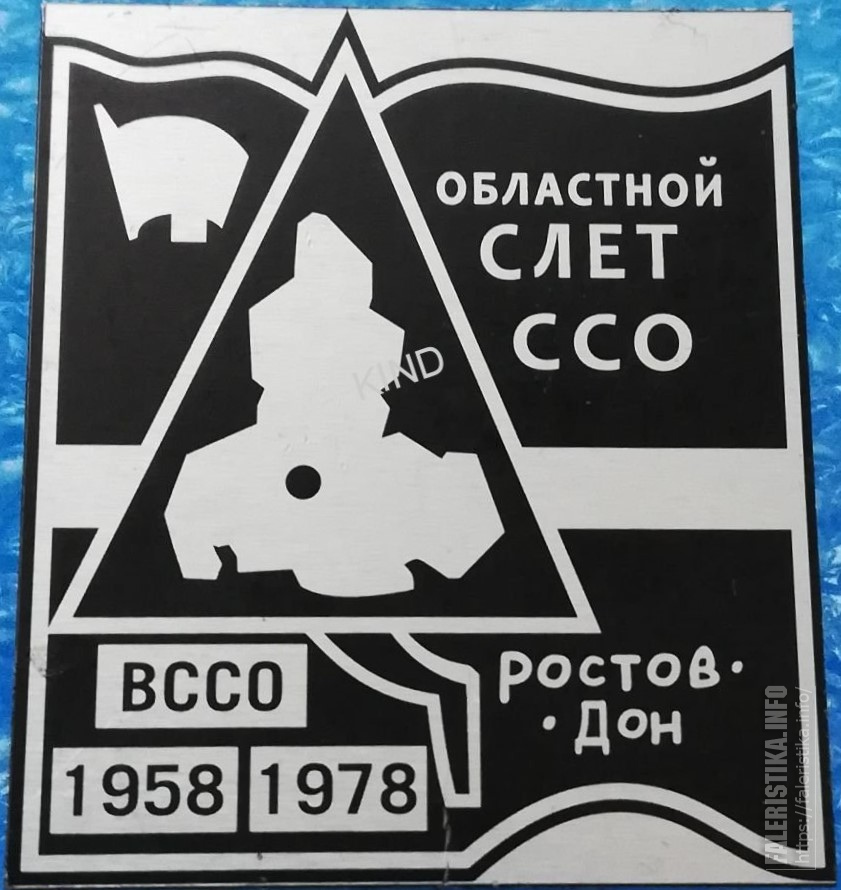 ОБЛАСТНОЙ
СЛЕТ
ССО
KIND
ВССО
1958 1978
РОСТОВ·
·ДОН
FALERISTIKA.INFO
https://faleristika.info/